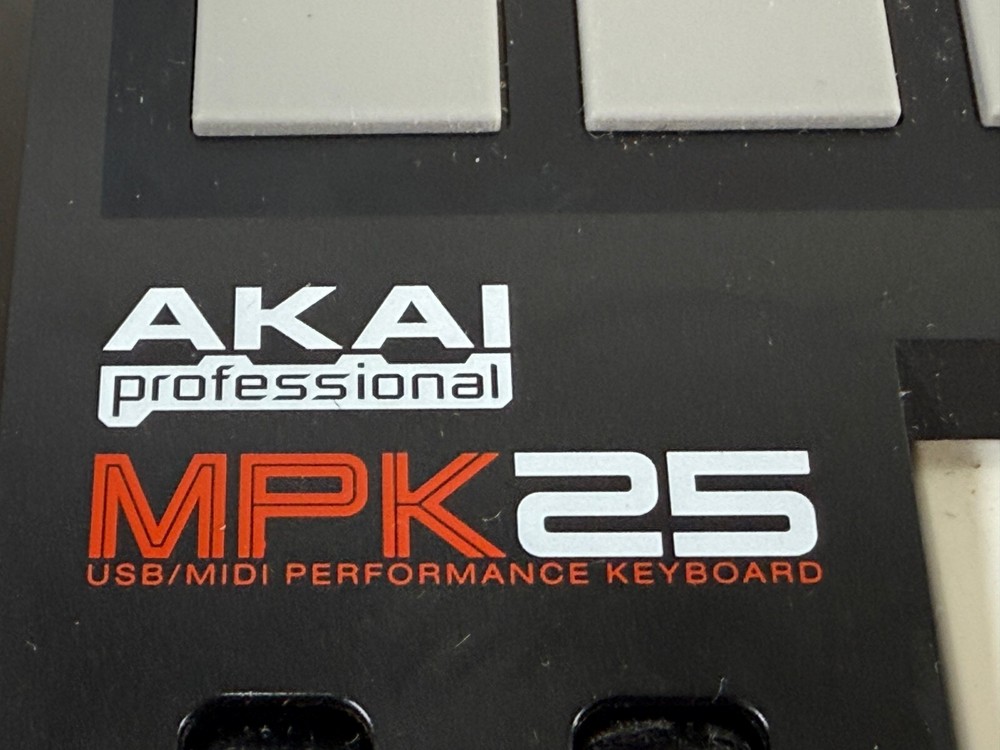 AKAI
professional
MPK25
USB/MIDI PERFORMANCE KEYBOARD